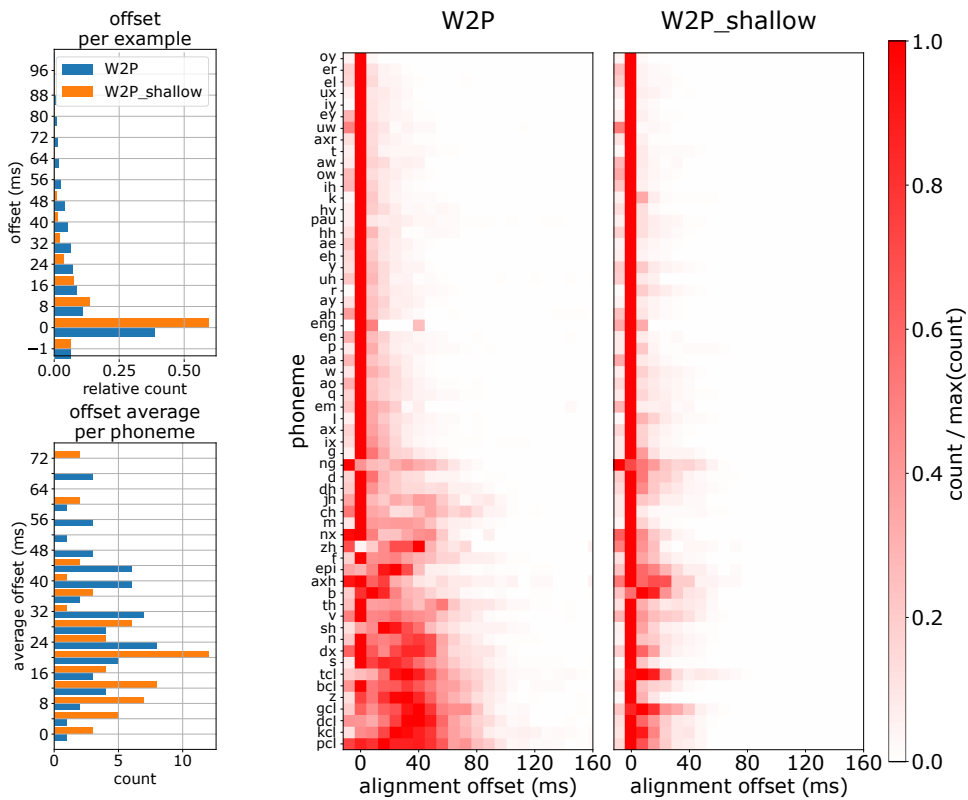 offset
per example
W2P
W2P_shallow
96
88
80
72
64
56
48
40
32
24
16
8
0
−1
offset (ms)
0.00
0.25
0.50
relative count
offset average
per phoneme
72
64
56
48
40
32
24
16
8
0
average offset (ms)
0
5
10
count
W2P
phoneme
oy
er
el
ux
iy
ey
uw
axr
t
aw
ow
ih
k
hv
pau
hh
ae
eh
y
uh
r
ay
ah
eng
en
p
aa
w
ao
q
em
l
ax
ix
g
ng
d
dh
jh
ch
m
nx
zh
f
epi
axh
b
th
v
sh
n
dx
s
tcl
bcl
z
gcl
dcl
kcl
pcl
0
40
80
120
160
alignment offset (ms)
W2P_shallow
0
40
80
120
160
alignment offset (ms)
1.0
0.8
0.6
0.4
0.2
0.0
count / max(count)